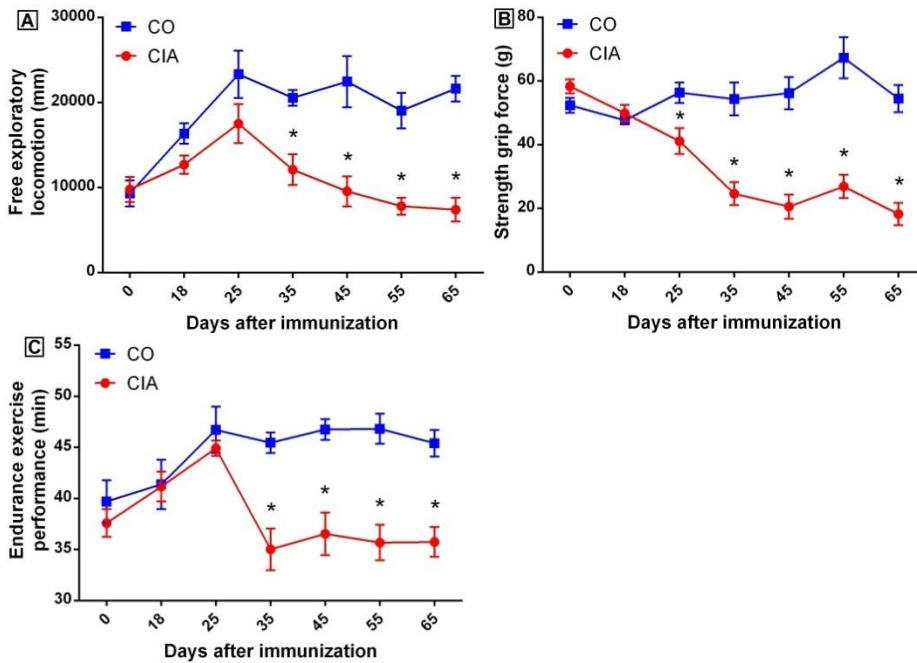 A
CO
CIA
Free exploratory
locomotion (mm)
30000
20000
10000
0
*
*
*
*
0 18 25 35 45 55 65
Days after immunization
B
CO
CIA
Strength grip force (g)
80
60
40
20
0
*
*
*
*
*
0 18 25 35 45 55 65
Days after immunization
C
CO
CIA
Endurance exercise
performance (min)
55
50
45
40
35
30
*
*
*
*
0 18 25 35 45 55 65
Days after immunization